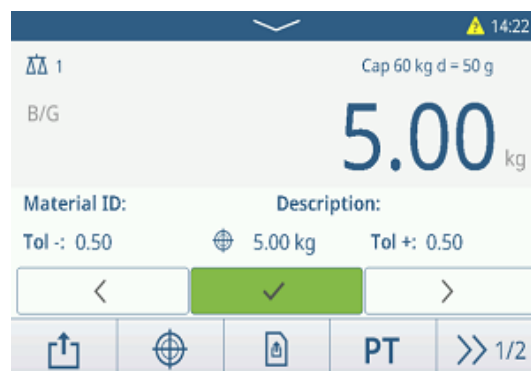 14:22
1
Cap 60 kg d = 50 g
B/G
5.00 kg
Material ID: Description:
Tol -: 0.50 5.00 kg Tol +: 0.50
PT 1/2